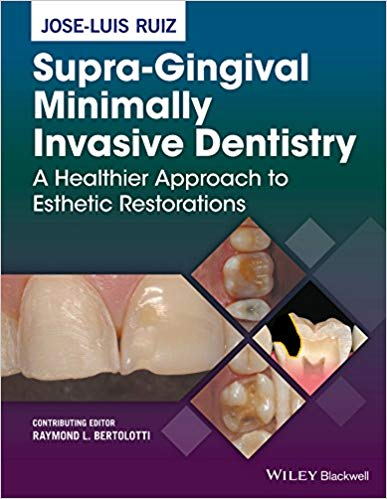 JOSE-LUIS RUIZ
Supra-Gingival
Minimally
Invasive Dentistry
A Healthier Approach to
Esthetic Restorations
CONTRIBUTING EDITOR
RAYMOND L. BERTOLOTTI
WILEY Blackwell